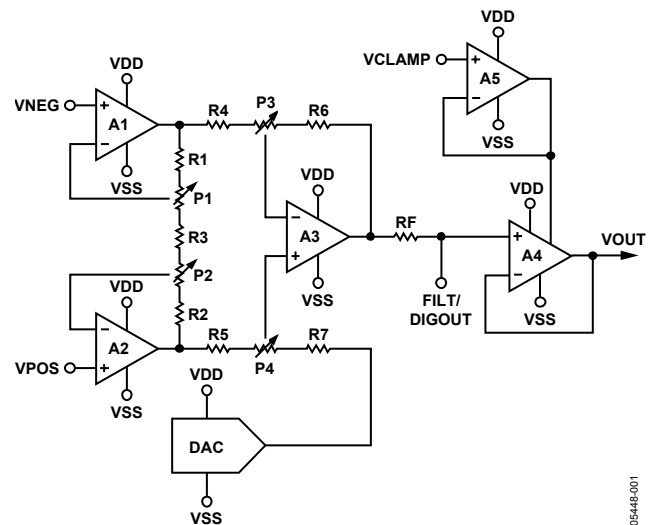 VDD
VCLAMP
+
A5
−
VSS
VDD
VNEG
+
A1
−
VSS
R4
P3
R6
R1
P1
R3
P2
R2
VDD
−
A3
+
VSS
RF
FILT/
DIGOUT
VDD
+
A4
−
VSS
VOUT
VDD
−
A2
+
VPOS
VSS
R5
P4
R7
VDD
DAC
VSS
05448-001